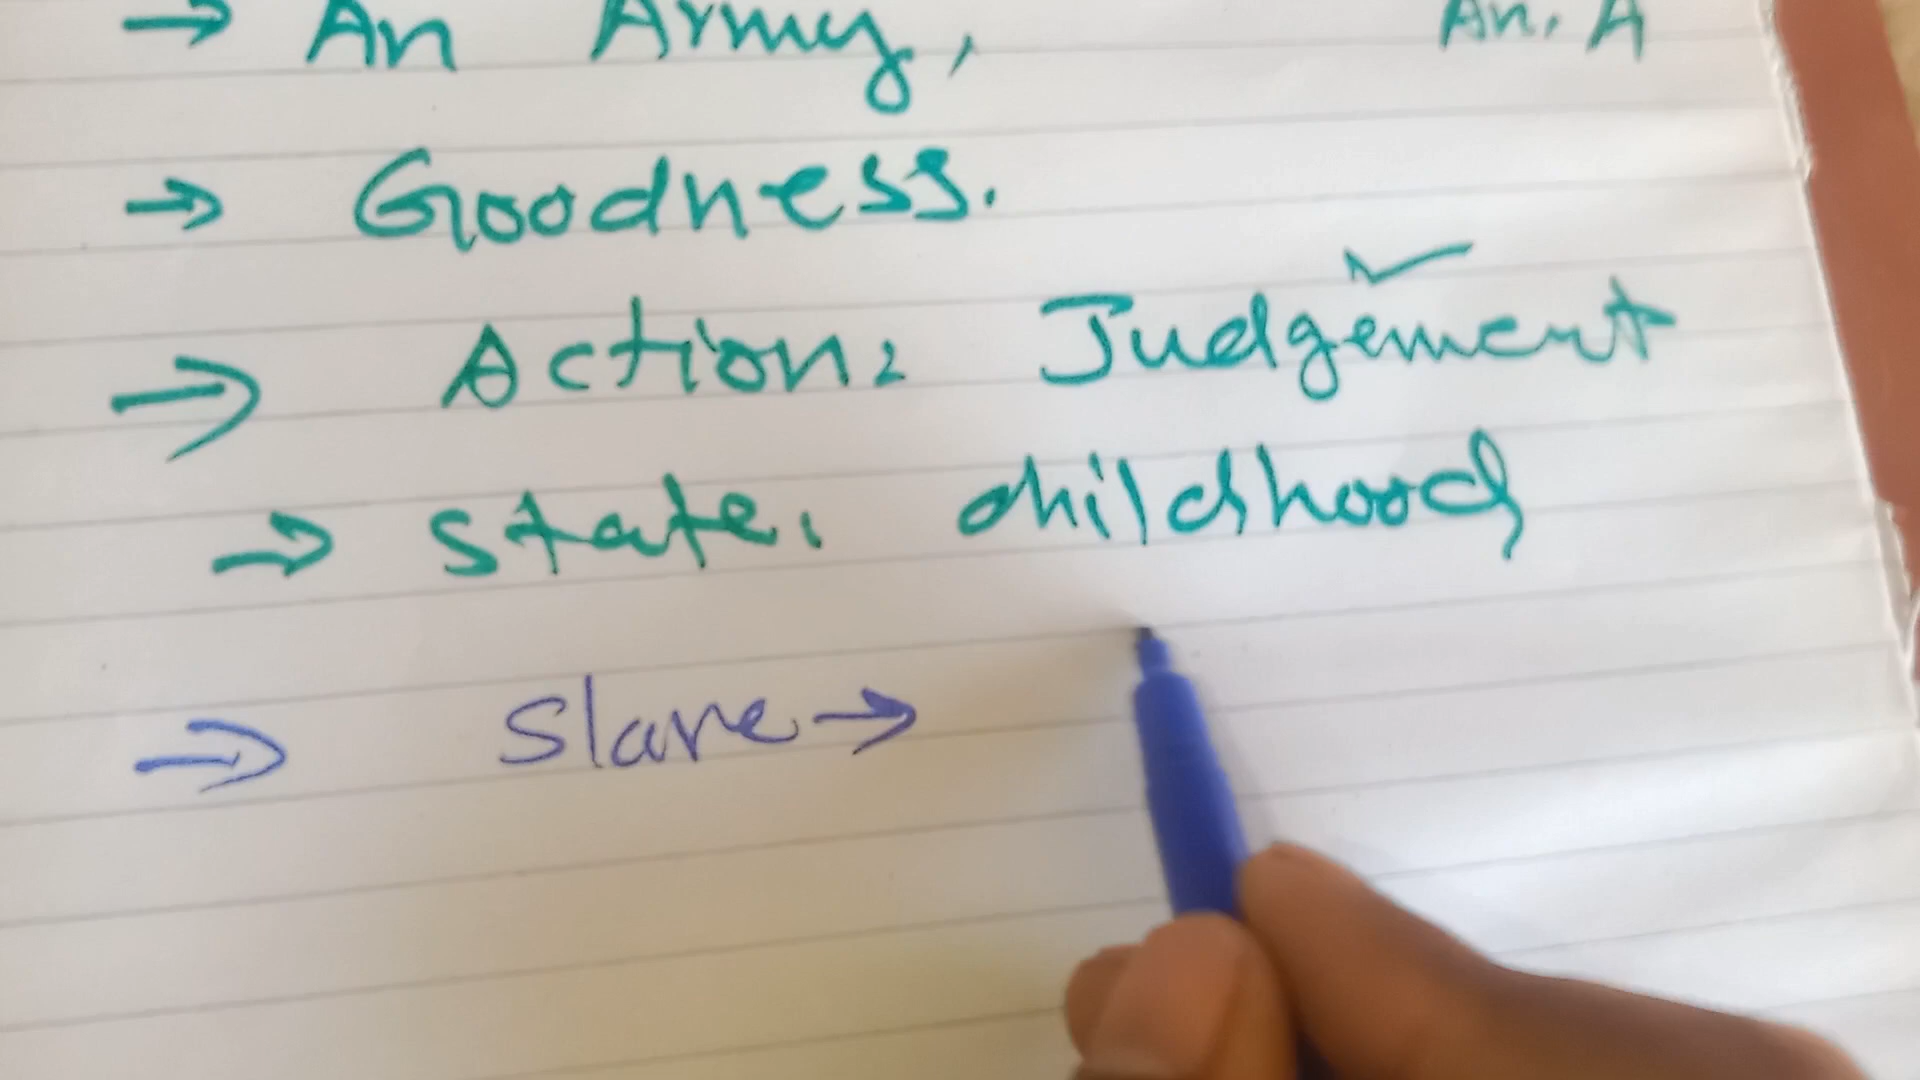 → An Army, An, A
→ Goodness.
⇒ Action: Judgement ✓
⇒ State, childhood
⇒ Slave →